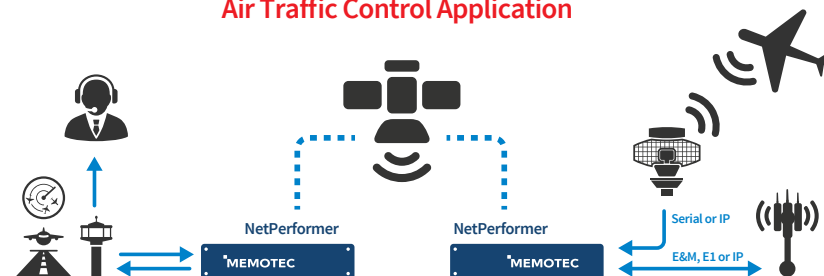 Air Traffic Control Application
NetPerformer
NetPerformer
Serial or IP
MEMOTEC
MEMOTEC
E&M, E1 or IP